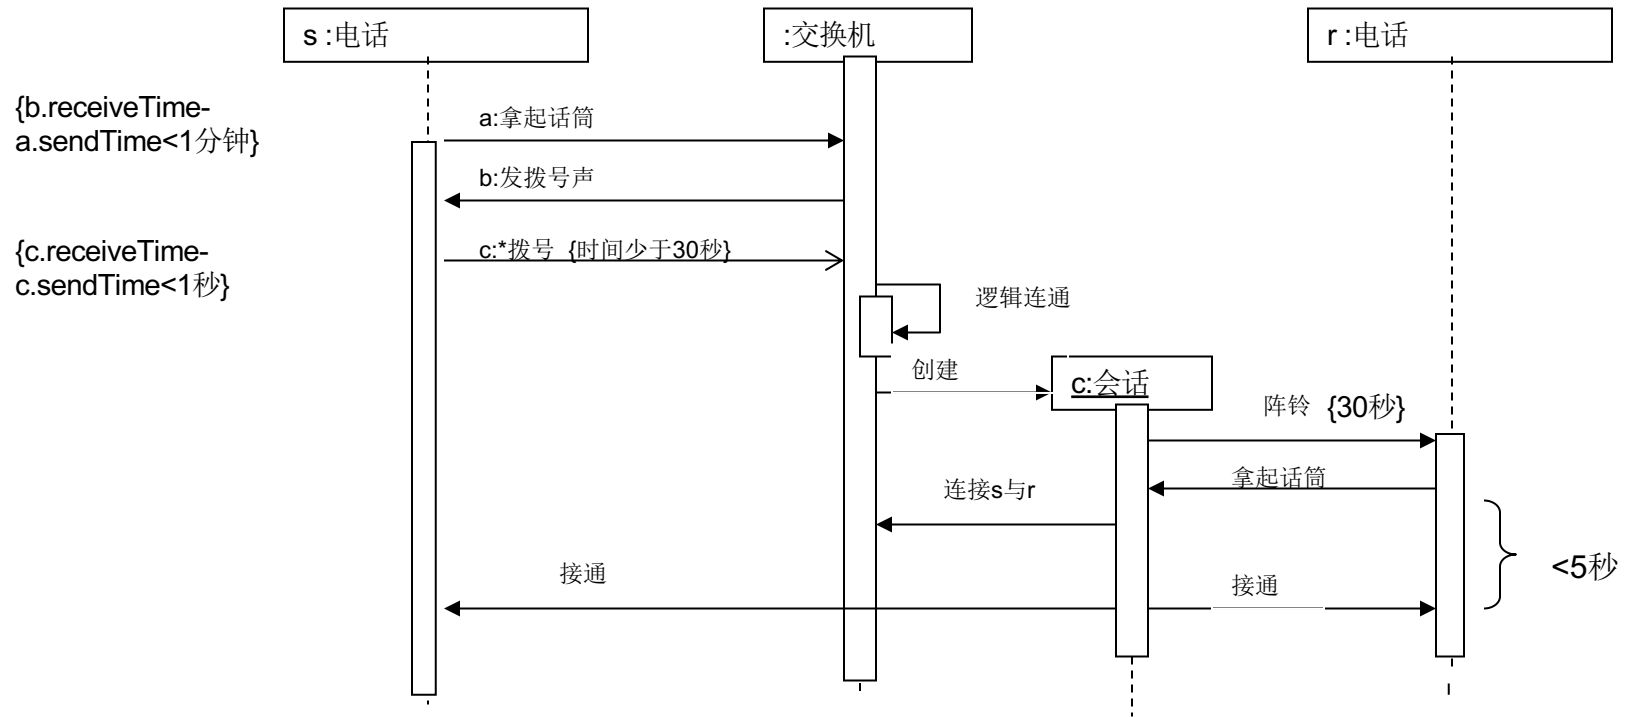 s :电话
:交换机
r :电话
{b.receiveTime-
a.sendTime<1分钟}
a:拿起话筒
b:发拨号声
{c.receiveTime-
c.sendTime<1秒}
c:*拨号 {时间少于30秒}
逻辑连通
创建
c:会话
阵铃 {30秒}
拿起话筒
连接s与r
<5秒
接通
接通